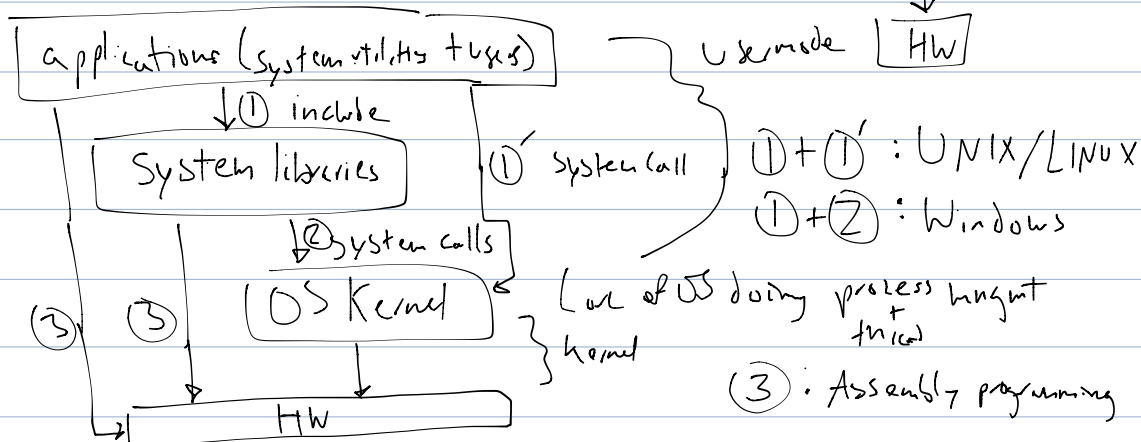 applications (system utility + users)
usermode
HW
↓ ① include
System libraries
①′ system call
①+①′ : UNIX/LINUX
①+② : Windows
② System calls
OS Kernel
of OS doing process mngmt
+
③ ③
kernel
③ : Assembly programming
HW